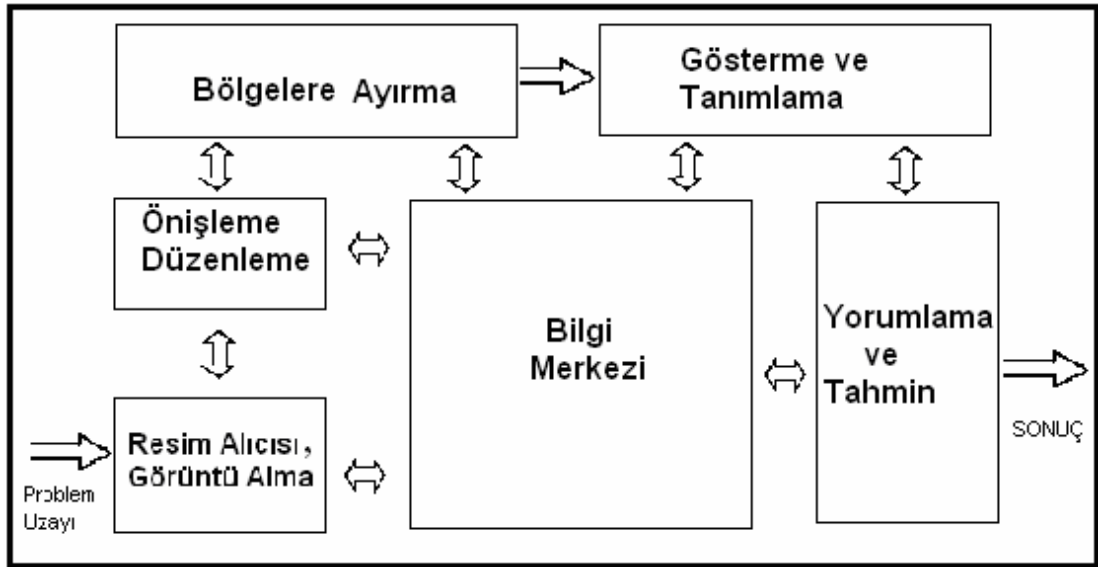 Bölgelere Ayırma
Gösterme ve
Tanımlama
Önişleme
Düzenleme
Bilgi
Merkezi
Yorumlama
ve
Tahmin
Resim Alıcısı,
Görüntü Alma
Problem
Uzayı
SONUÇ